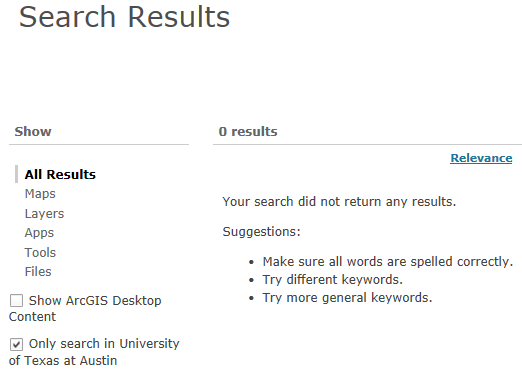 Search Results
Show
0 results
Relevance
All Results
Maps
Layers
Apps
Tools
Files
Show ArcGIS Desktop
Content
Only search in University
of Texas at Austin
Your search did not return any results.
Suggestions:
• Make sure all words are spelled correctly.
• Try different keywords.
• Try more general keywords.